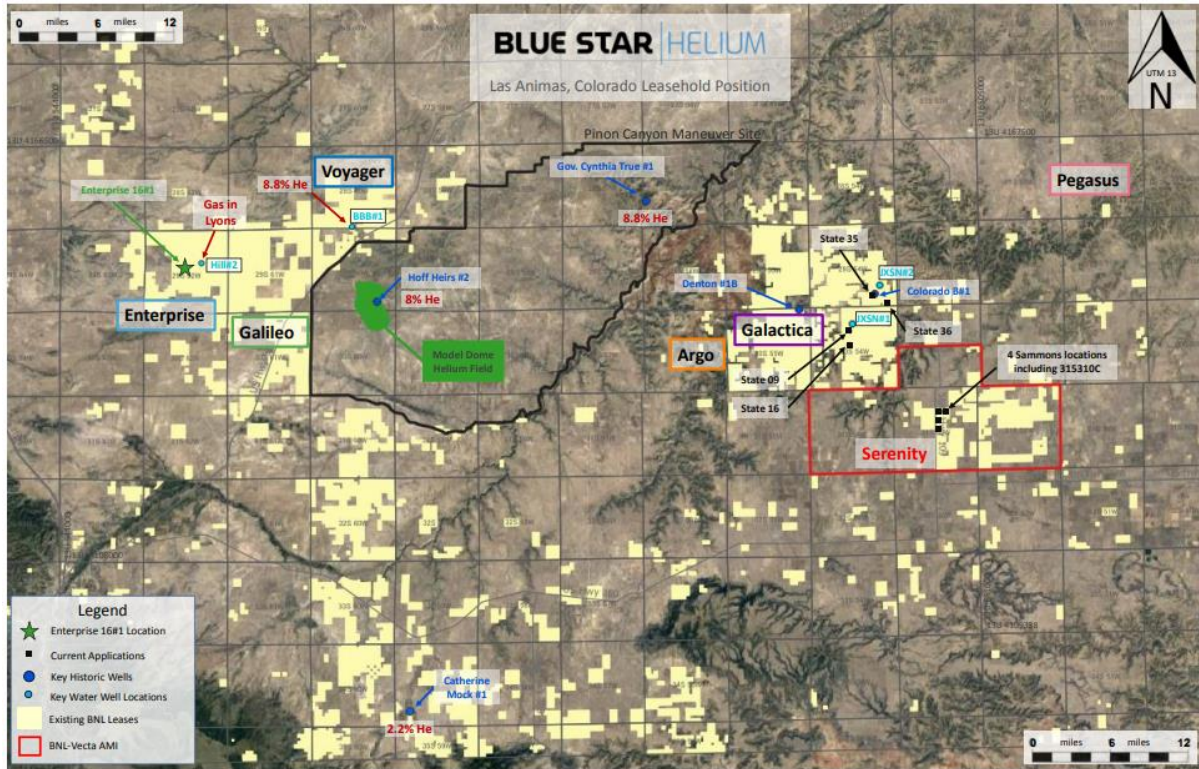 0 miles 6 miles 12
BLUE STAR HELIUM
Las Animas, Colorado Leasehold Position
UTM 13
N
Pinon Canyon Maneuver Site
Voyager
Gov. Cynthia True #1
Pegasus
Enterprise 16#1
8.8% He
Gas in
Lyons
BBB#1
8.8% He
State 35
Hill#2
JXSN#2
Hoff Heirs #2
Denton #1B
Colorado B#1
8% He
Enterprise
Galileo
Galactica
JXSN#1
State 36
Model Dome
Helium Field
Argo
4 Sammons locations
including 315310C
State 09
State 16
Serenity
Legend
Enterprise 16#1 Location
Current Applications
Key Historic Wells
Key Water Well Locations
Existing BNL Leases
BNL-Vecta AMI
Catherine
Mock #1
2.2% He
0 miles 6 miles 12